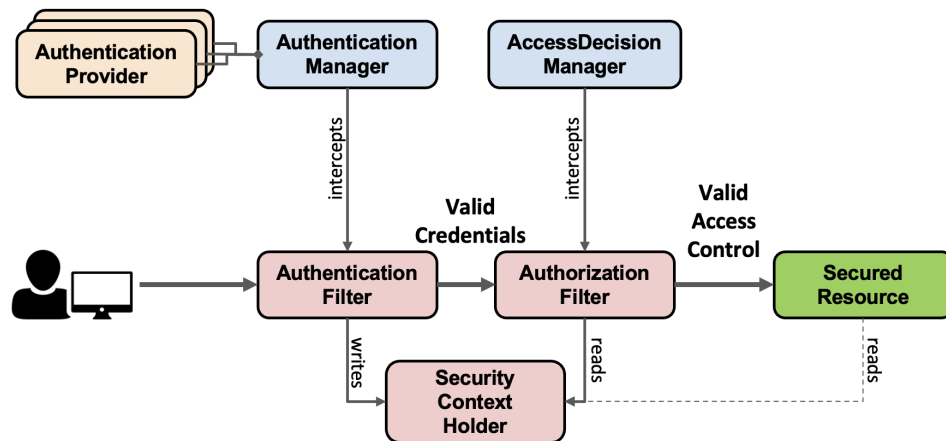 Authentication
Provider
Authentication
Manager
AccessDecision
Manager
intercepts
intercepts
Valid
Credentials
Valid
Access
Control
Authentication
Filter
Authorization
Filter
Secured
Resource
writes
reads
reads
Security
Context
Holder